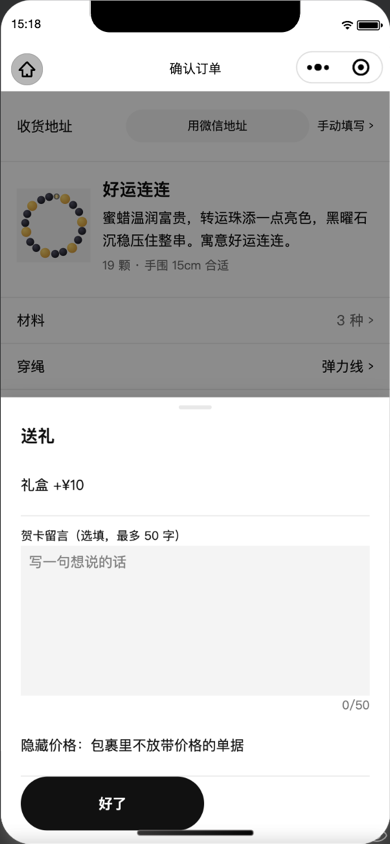 15:18
确认订单
收货地址
用微信地址
手动填写 >
好运连连
蜜蜡温润富贵，转运珠添一点亮色，黑曜石
沉稳压住整串。寓意好运连连。
19 颗 · 手围 15cm 合适
材料
3 种 >
穿绳
弹力线 >
送礼
礼盒 +¥10
贺卡留言（选填，最多 50 字）
写一句想说的话
0/50
隐藏价格：包裹里不放带价格的单据
好了